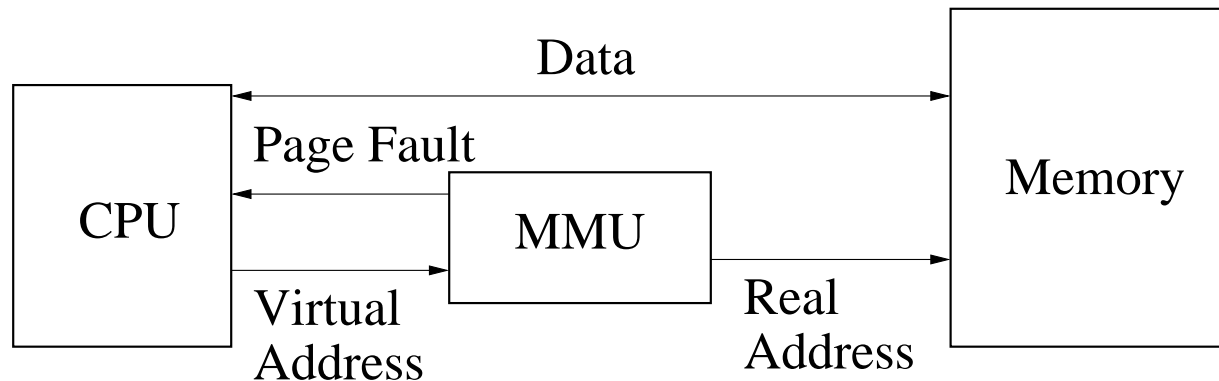 Data
Page Fault
CPU
MMU
Memory
Virtual
Address
Real
Address